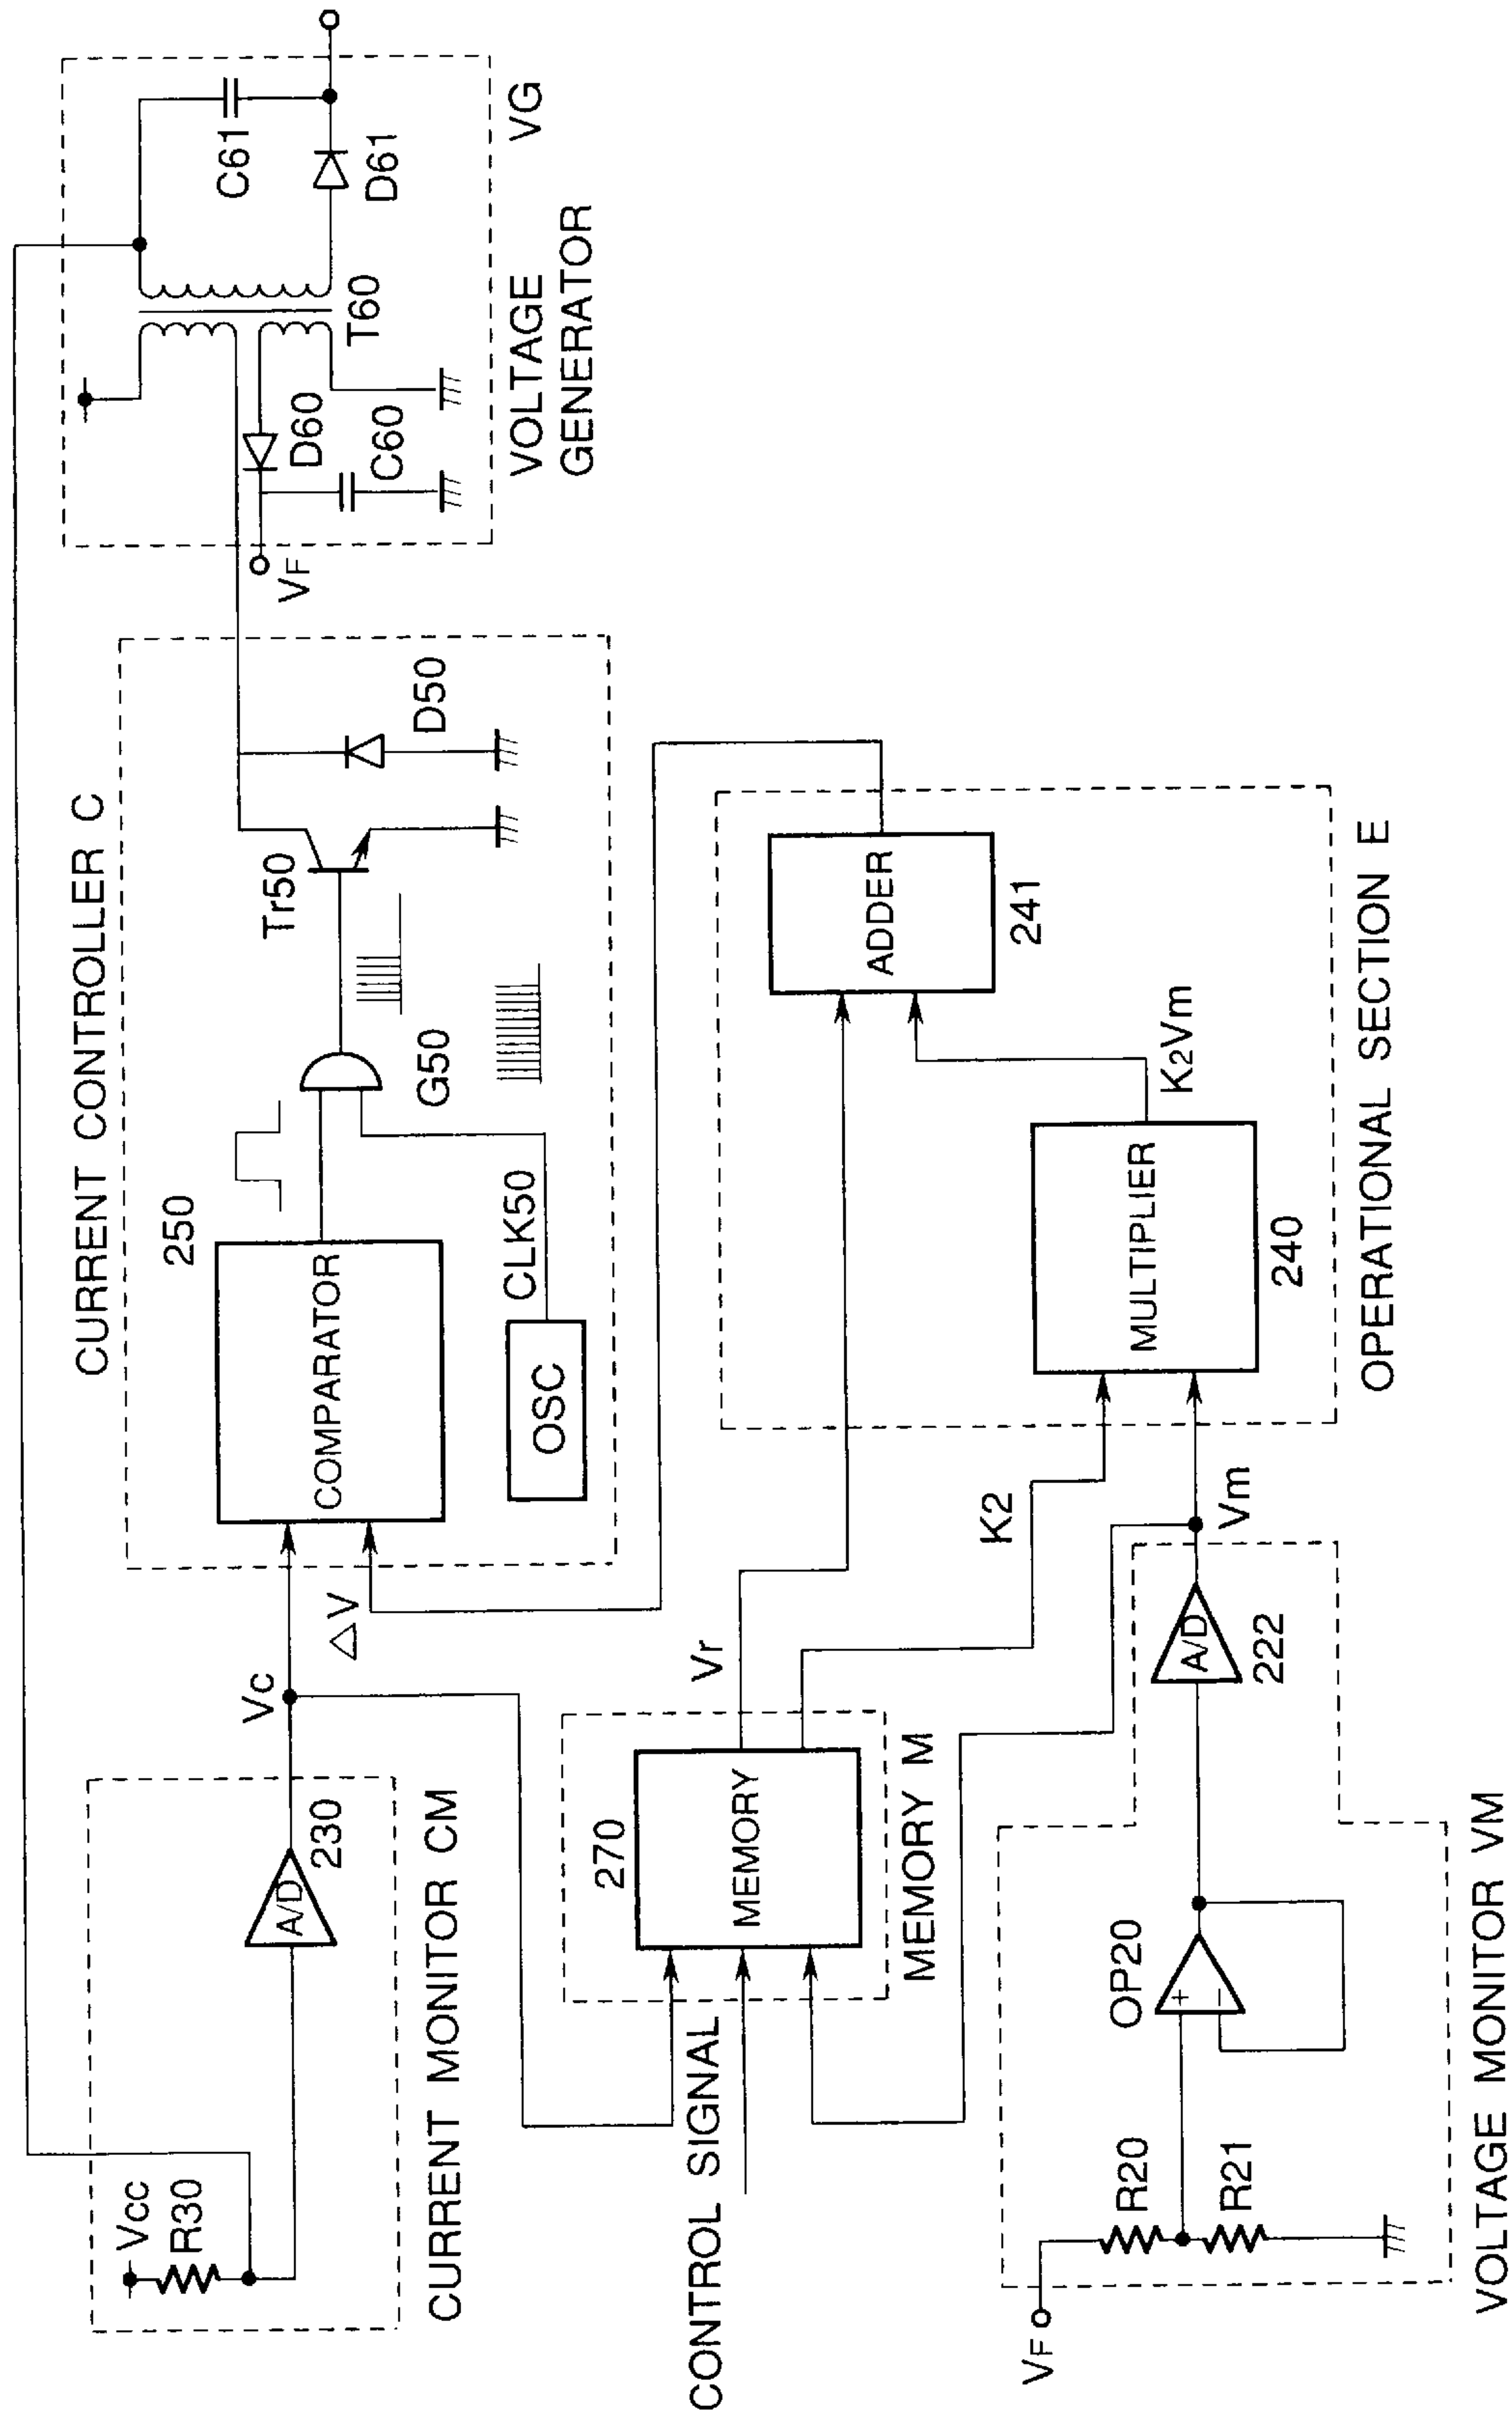 CURRENT CONTROLLER C
Vcc
R30
A/D
230
CURRENT MONITOR CM
Vc
△V
250
COMPARATOR
OSC
CLK50
G50
Tr50
D50
VF
D60
C60
T60
C61
D61
VOLTAGE
GENERATOR VG
CONTROL SIGNAL
270
MEMORY
MEMORY M
Vr
K2
ADDER
241
K2Vm
MULTIPLIER
240
OPERATIONAL SECTION E
VF
R20
R21
OP20
+
−
A/D
222
Vm
VOLTAGE MONITOR VM